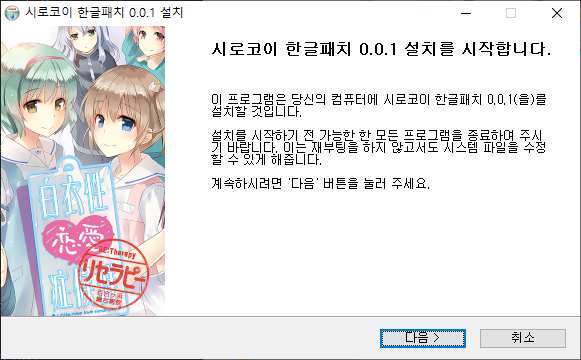 시로코이 한글패치 0.0.1 설치
시로코이 한글패치 0.0.1 설치를 시작합니다.
이 프로그램은 당신의 컴퓨터에 시로코이 한글패치 0.0.1(을)를
설치할 것입니다.
설치를 시작하기 전 가능한 한 모든 프로그램을 종료하여 주시
기 바랍니다. 이는 재부팅을 하지 않고서도 시스템 파일을 수정
할 수 있게 해줍니다.
계속하시려면 '다음' 버튼을 눌러 주세요.
白衣性
恋愛
症
RE:Therapy
リセラピー
다음 >
취소